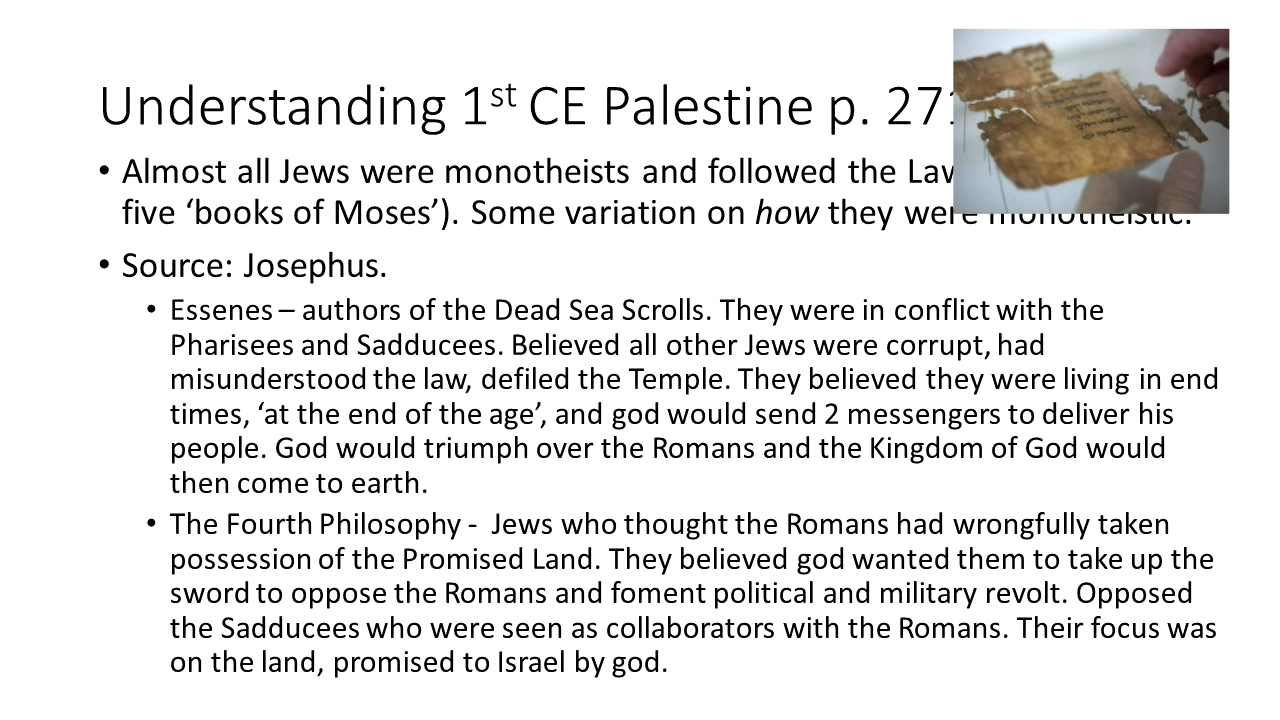 Understanding 1st CE Palestine p. 271
• Almost all Jews were monotheists and followed the
five ‘books of Moses’). Some variation on how they were monotheistic.
• Source: Josephus.
• Essenes – authors of the Dead Sea Scrolls. They were in conflict with the
Pharisees and Sadducees. Believed all other Jews were corrupt, had
misunderstood the law, defiled the Temple. They believed they were living in end
times, ‘at the end of the age’, and god would send 2 messengers to deliver his
people. God would triumph over the Romans and the Kingdom of God would
then come to earth.
• The Fourth Philosophy -  Jews who thought the Romans had wrongfully taken
possession of the Promised Land. They believed god wanted them to take up the
sword to oppose the Romans and foment political and military revolt. Opposed
the Sadducees who were seen as collaborators with the Romans. Their focus was
on the land, promised to Israel by god.